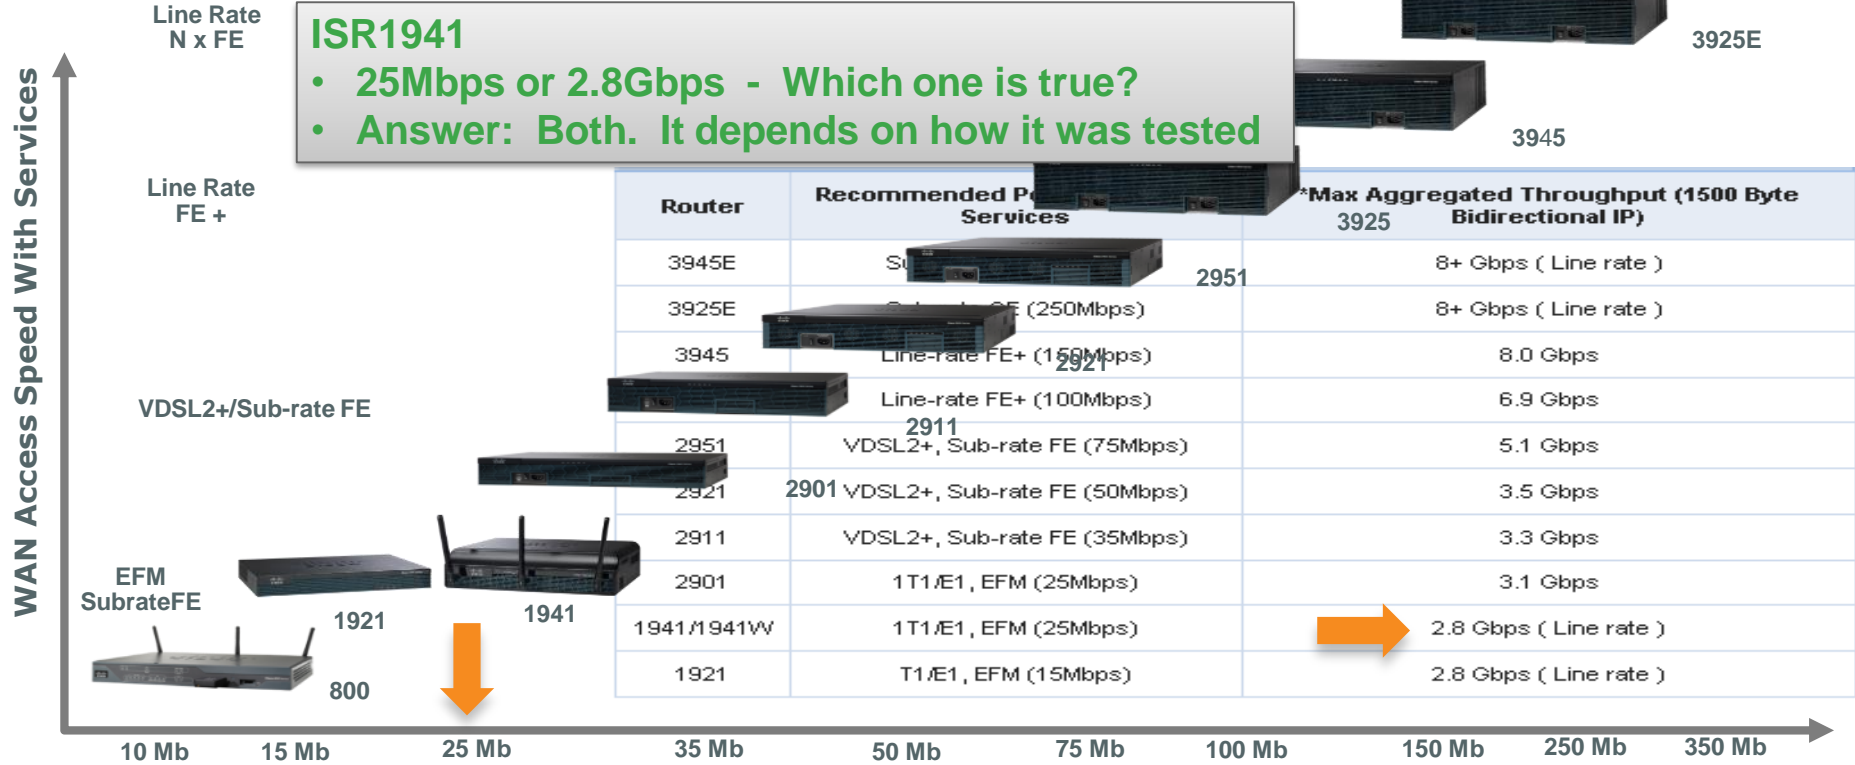 Line Rate
N x FE
ISR1941
• 25Mbps or 2.8Gbps - Which one is true?
• Answer: Both. It depends on how it was tested
3925E
3945
WAN Access Speed With Services
Line Rate
FE +
Router
Recommended
Services
*Max Aggregated Throughput (1500 Byte
Bidirectional IP)
3925
3945E
8+ Gbps ( Line rate )
2951
3925E
(250Mbps)
8+ Gbps ( Line rate )
3945
Line-rate FE+ (150Mbps)
8.0 Gbps
2921
Line-rate FE+ (100Mbps)
6.9 Gbps
VDSL2+/Sub-rate FE
2911
2951
VDSL2+, Sub-rate FE (75Mbps)
5.1 Gbps
2921
2901
VDSL2+, Sub-rate FE (50Mbps)
3.5 Gbps
2911
VDSL2+, Sub-rate FE (35Mbps)
3.3 Gbps
EFM
SubrateFE
2901
1T1/E1, EFM (25Mbps)
3.1 Gbps
1921
1941
1941/1941W
1T1/E1, EFM (25Mbps)
2.8 Gbps ( Line rate )
1921
T1/E1, EFM (15Mbps)
2.8 Gbps ( Line rate )
800
10 Mb
15 Mb
25 Mb
35 Mb
50 Mb
75 Mb
100 Mb
150 Mb
250 Mb
350 Mb